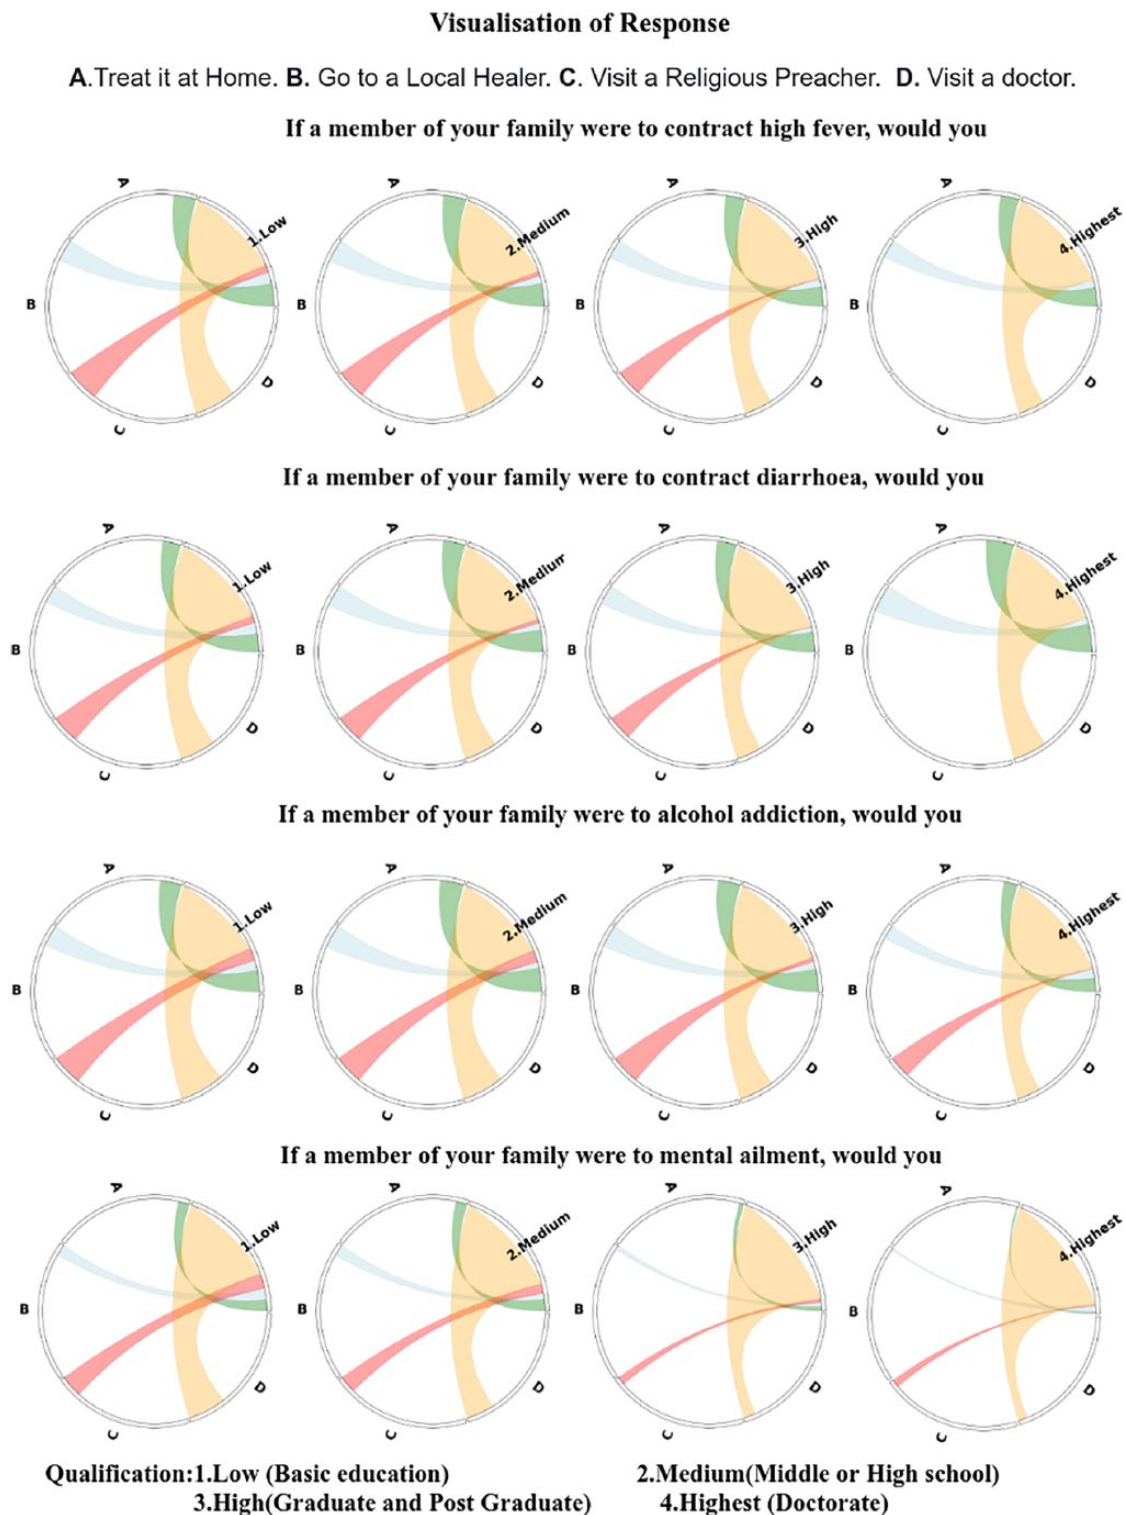 Visualisation of Response
A.Treat it at Home. B. Go to a Local Healer. C. Visit a Religious Preacher. D. Visit a doctor.
If a member of your family were to contract high fever, would you
A A A A
1.Low 2.Medium 3.High 4.Highest
B B B B
D D D D
C C C C
If a member of your family were to contract diarrhoea, would you
A A A A
1.Low 2.Mediur 3.High 4.Highest
B B B B
D D D D
C C C C
If a member of your family were to alcohol addiction, would you
A A A A
1.Low 2.Medium 3.High 4.Highest
B B B B
D D D D
C C C C
If a member of your family were to mental ailment, would you
A A A A
1.Low 2.Medium 3.High 4.Highest
B B B B
D D D D
C C C C
Qualification:1.Low (Basic education) 2.Medium(Middle or High school)
3.High(Graduate and Post Graduate) 4.Highest (Doctorate)